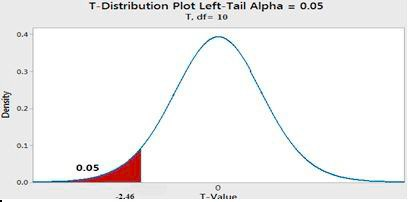 T-Distribution Plot Left-Tail Alpha = 0.05
T, df= 10
0.4
0.3
Density
0.2
0.1
0.05
0.0
0
-2.46
T-Value